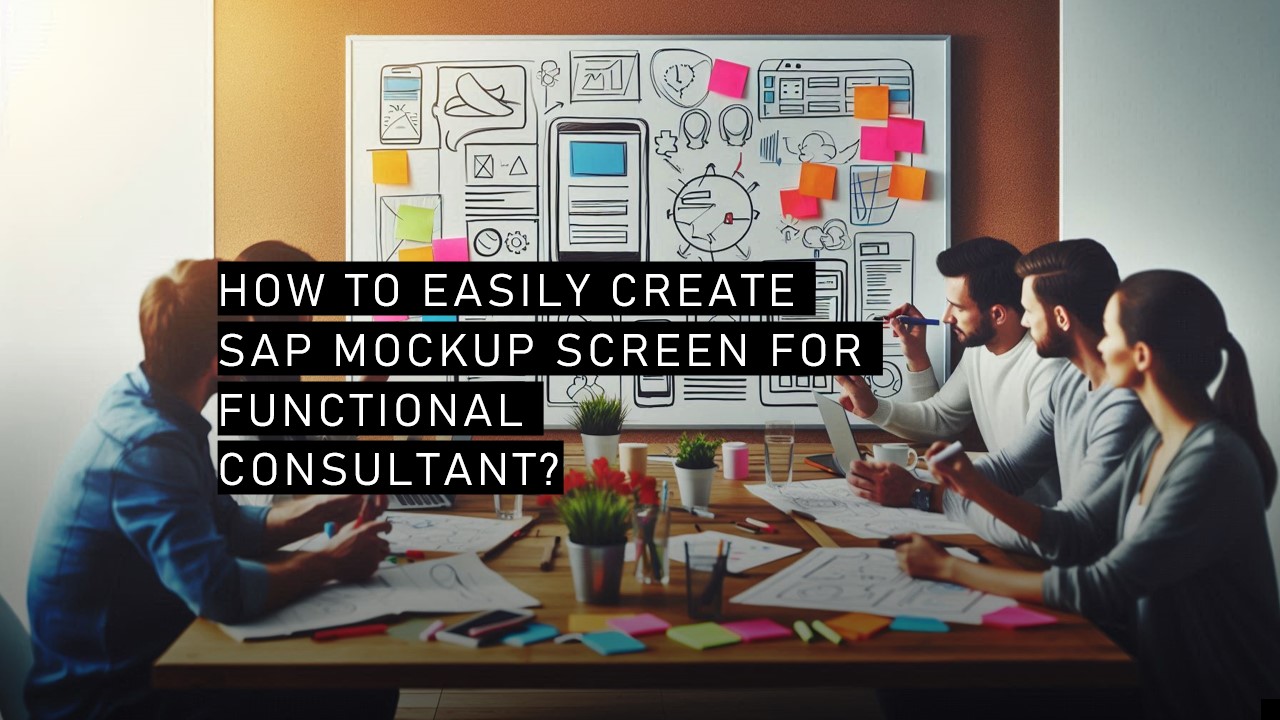 HOW TO EASILY CREATE
SAP MOCKUP SCREEN FOR
FUNCTIONAL
CONSULTANT?